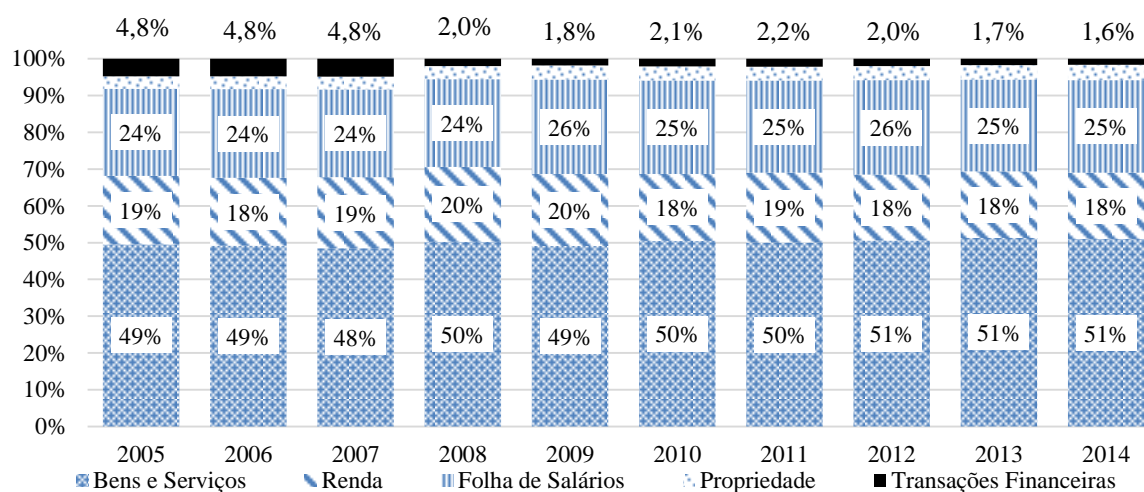 4,8% 4,8% 4,8% 2,0% 1,8% 2,1% 2,2% 2,0% 1,7% 1,6%
100%
90%
80%
24% 24% 24% 24% 26% 25% 25% 26% 25% 25%
70%
60%
19% 18% 19% 20% 20% 18% 19% 18% 18% 18%
50%
40%
30%
49% 49% 48% 50% 49% 50% 50% 51% 51% 51%
20%
10%
0%
2005 2006 2007 2008 2009 2010 2011 2012 2013 2014
Bens e Serviços Renda Folha de Salários Propriedade Transações Financeiras